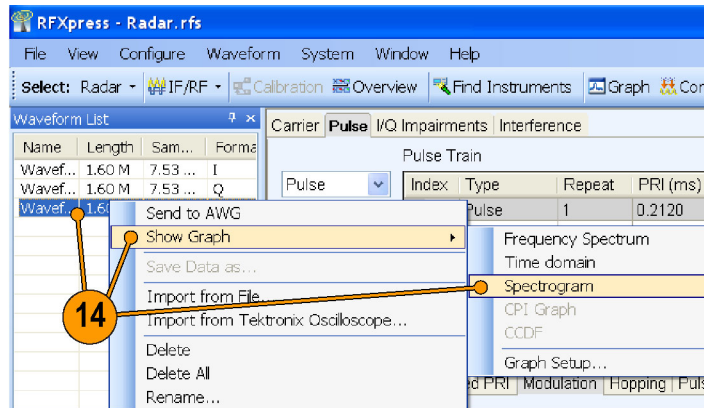 RFXpress - Radar.rfs
File View Configure Waveform System Window Help
Select: Radar IF/RF Calibration Overview Find Instruments Graph
Waveform List
Carrier Pulse I/Q Impairments Interference
Name Length Sam... Forma
Pulse Train
Wavef... 1.60 M 7.53 ... I
Wavef... 1.60 M 7.53 ... Q
Pulse Index Type Repeat PRI (ms)
Wavef... 1.60 Pulse 1 0.2120
Send to AWG
Show Graph
Save Data as...
Import from File...
Import from Tektronix Oscilloscope...
Delete
Delete All
Rename...
Frequency Spectrum
Time domain
Spectrogram
CPI Graph
CCDF
Graph Setup...
PRI Modulation Hopping
14